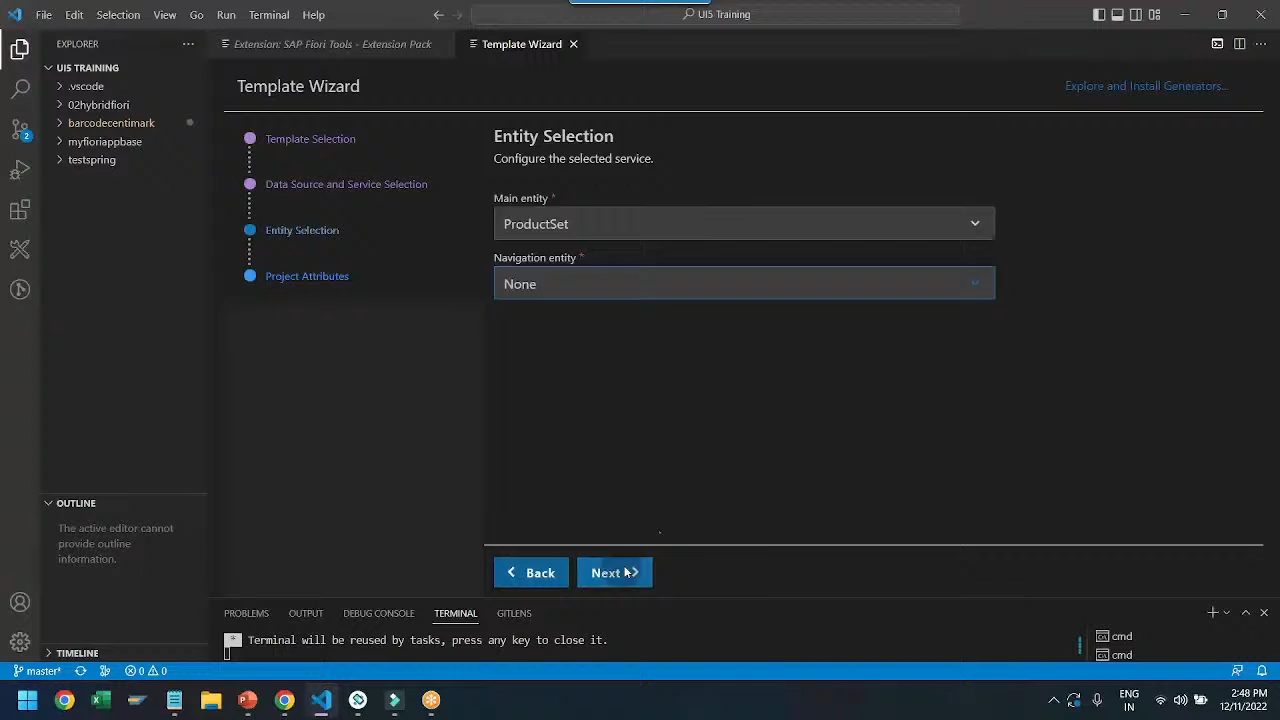 File Edit Selection View Go Run Terminal Help
UI5 Training
EXPLORER
Extension: SAP Fiori Tools - Extension Pack
Template Wizard
UI5 TRAINING
.vscode
02hybridfiori
barcodecentimark
myfioriappbase
testspring
Template Wizard
Explore and Install Generators...
Template Selection
Data Source and Service Selection
Entity Selection
Project Attributes
Entity Selection
Configure the selected service.
Main entity *
ProductSet
Navigation entity *
None
Back
Next
OUTLINE
The active editor cannot
provide outline
information.
TIMELINE
PROBLEMS OUTPUT DEBUG CONSOLE TERMINAL GITLENS
* Terminal will be reused by tasks, press any key to close it.
cmd
cmd
2
master* 0 0
ENG
IN
2:48 PM
12/11/2022